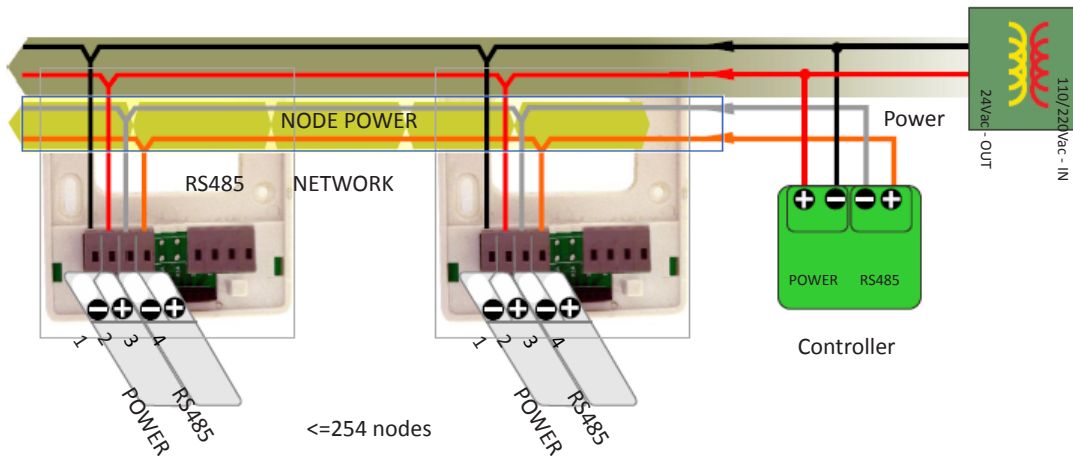 NODE POWER
RS485 NETWORK
Power
24Vac - OUT
110/220Vac - IN
POWER RS485
Controller
1 2 3 4
POWER
RS485
1 2 3 4
POWER
RS485
<=254 nodes